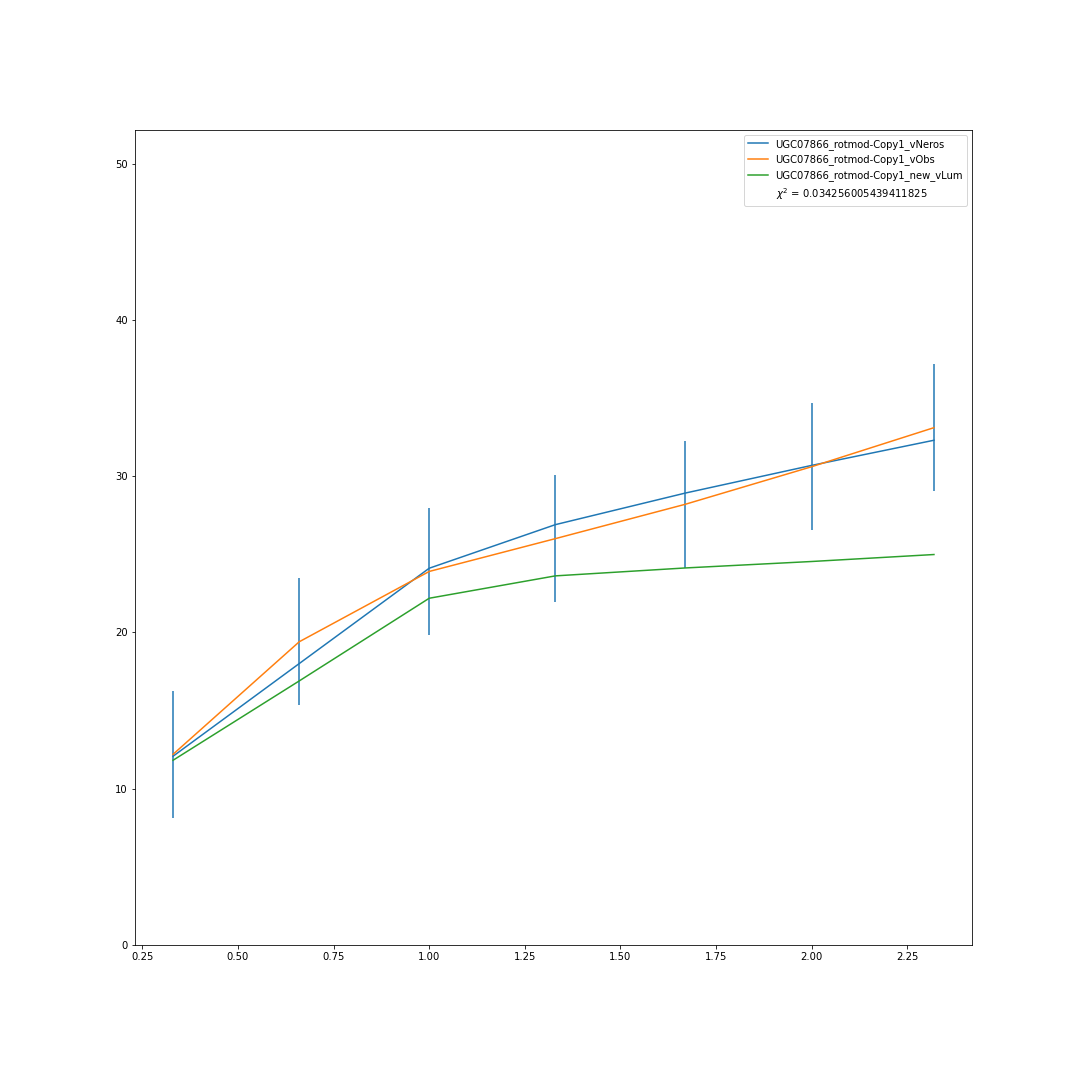 UGC07866_rotmod-Copy1_vNeros
UGC07866_rotmod-Copy1_vObs
UGC07866_rotmod-Copy1_new_vLum
χ² = 0.034256005439411825
50
40
30
20
10
0
0.25 0.50 0.75 1.00 1.25 1.50 1.75 2.00 2.25